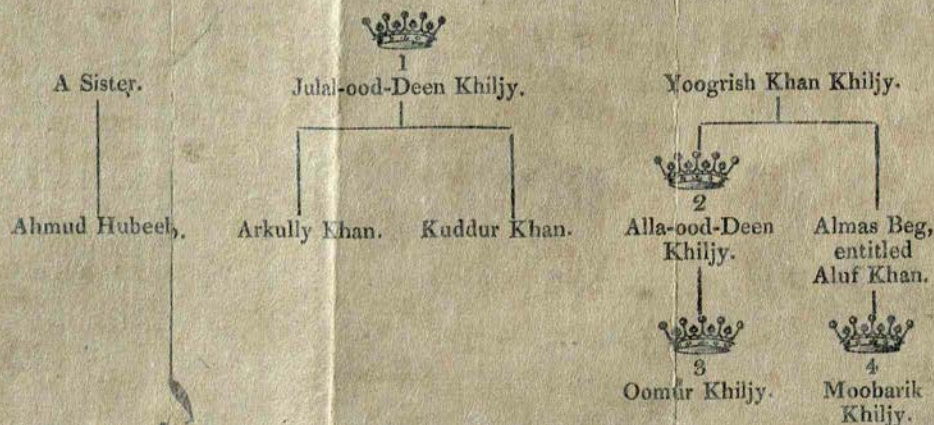 1
A Sister.
Julal-ood-Deen Khiljy.
Yoogrish Khan Khiljy.
Ahmud Hubeeb.
Arkully Khan.
Kuddur Khan.
2
Alla-ood-Deen
Khiljy.
Almas Beg,
entitled
Aluf Khan.
3
Oomur Khiljy.
4
Moobarik
Khiljy.